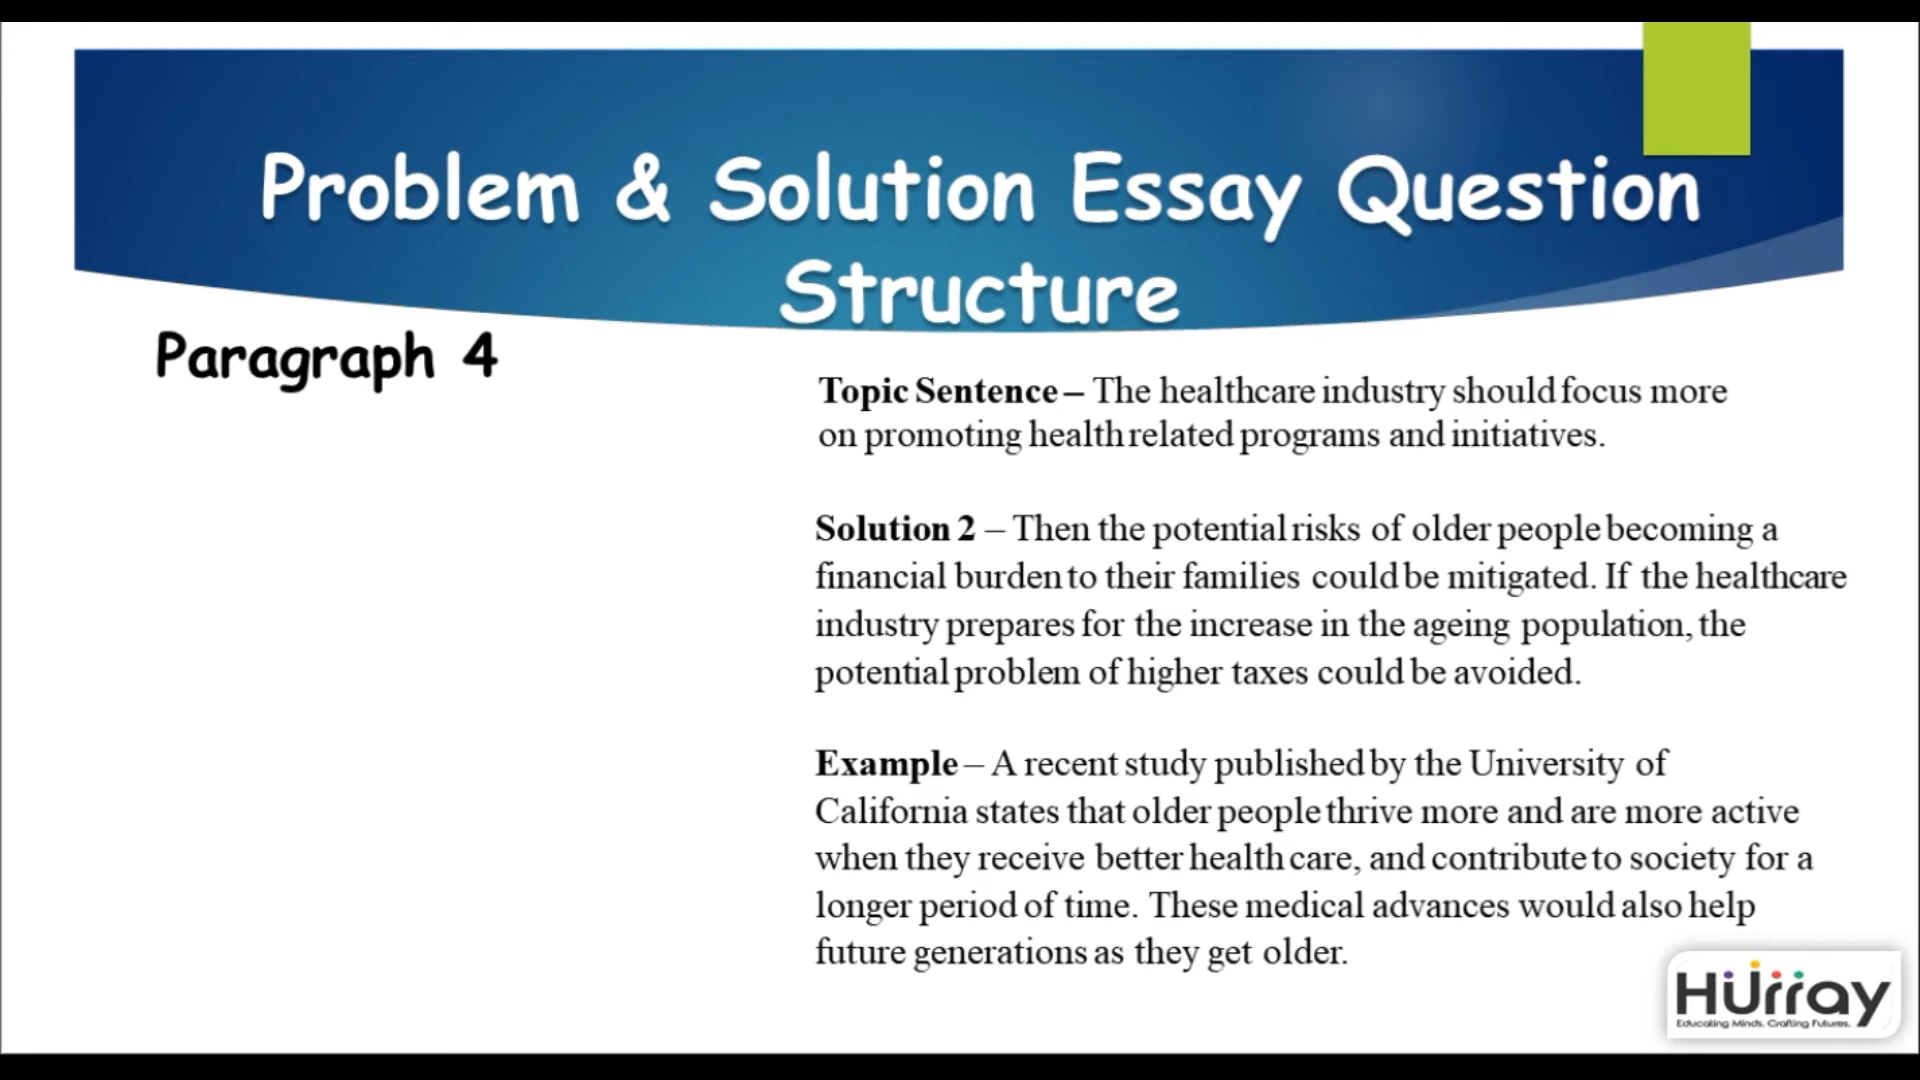 Problem & Solution Essay Question
Structure
Paragraph 4
Topic Sentence – The healthcare industry should focus more
on promoting health related programs and initiatives.
Solution 2 – Then the potential risks of older people becoming a
financial burden to their families could be mitigated. If the healthcare
industry prepares for the increase in the ageing population, the
potential problem of higher taxes could be avoided.
Example – A recent study published by the University of
California states that older people thrive more and are more active
when they receive better health care, and contribute to society for a
longer period of time. These medical advances would also help
future generations as they get older.
Hurray
Educating Minds. Crafting Futures.